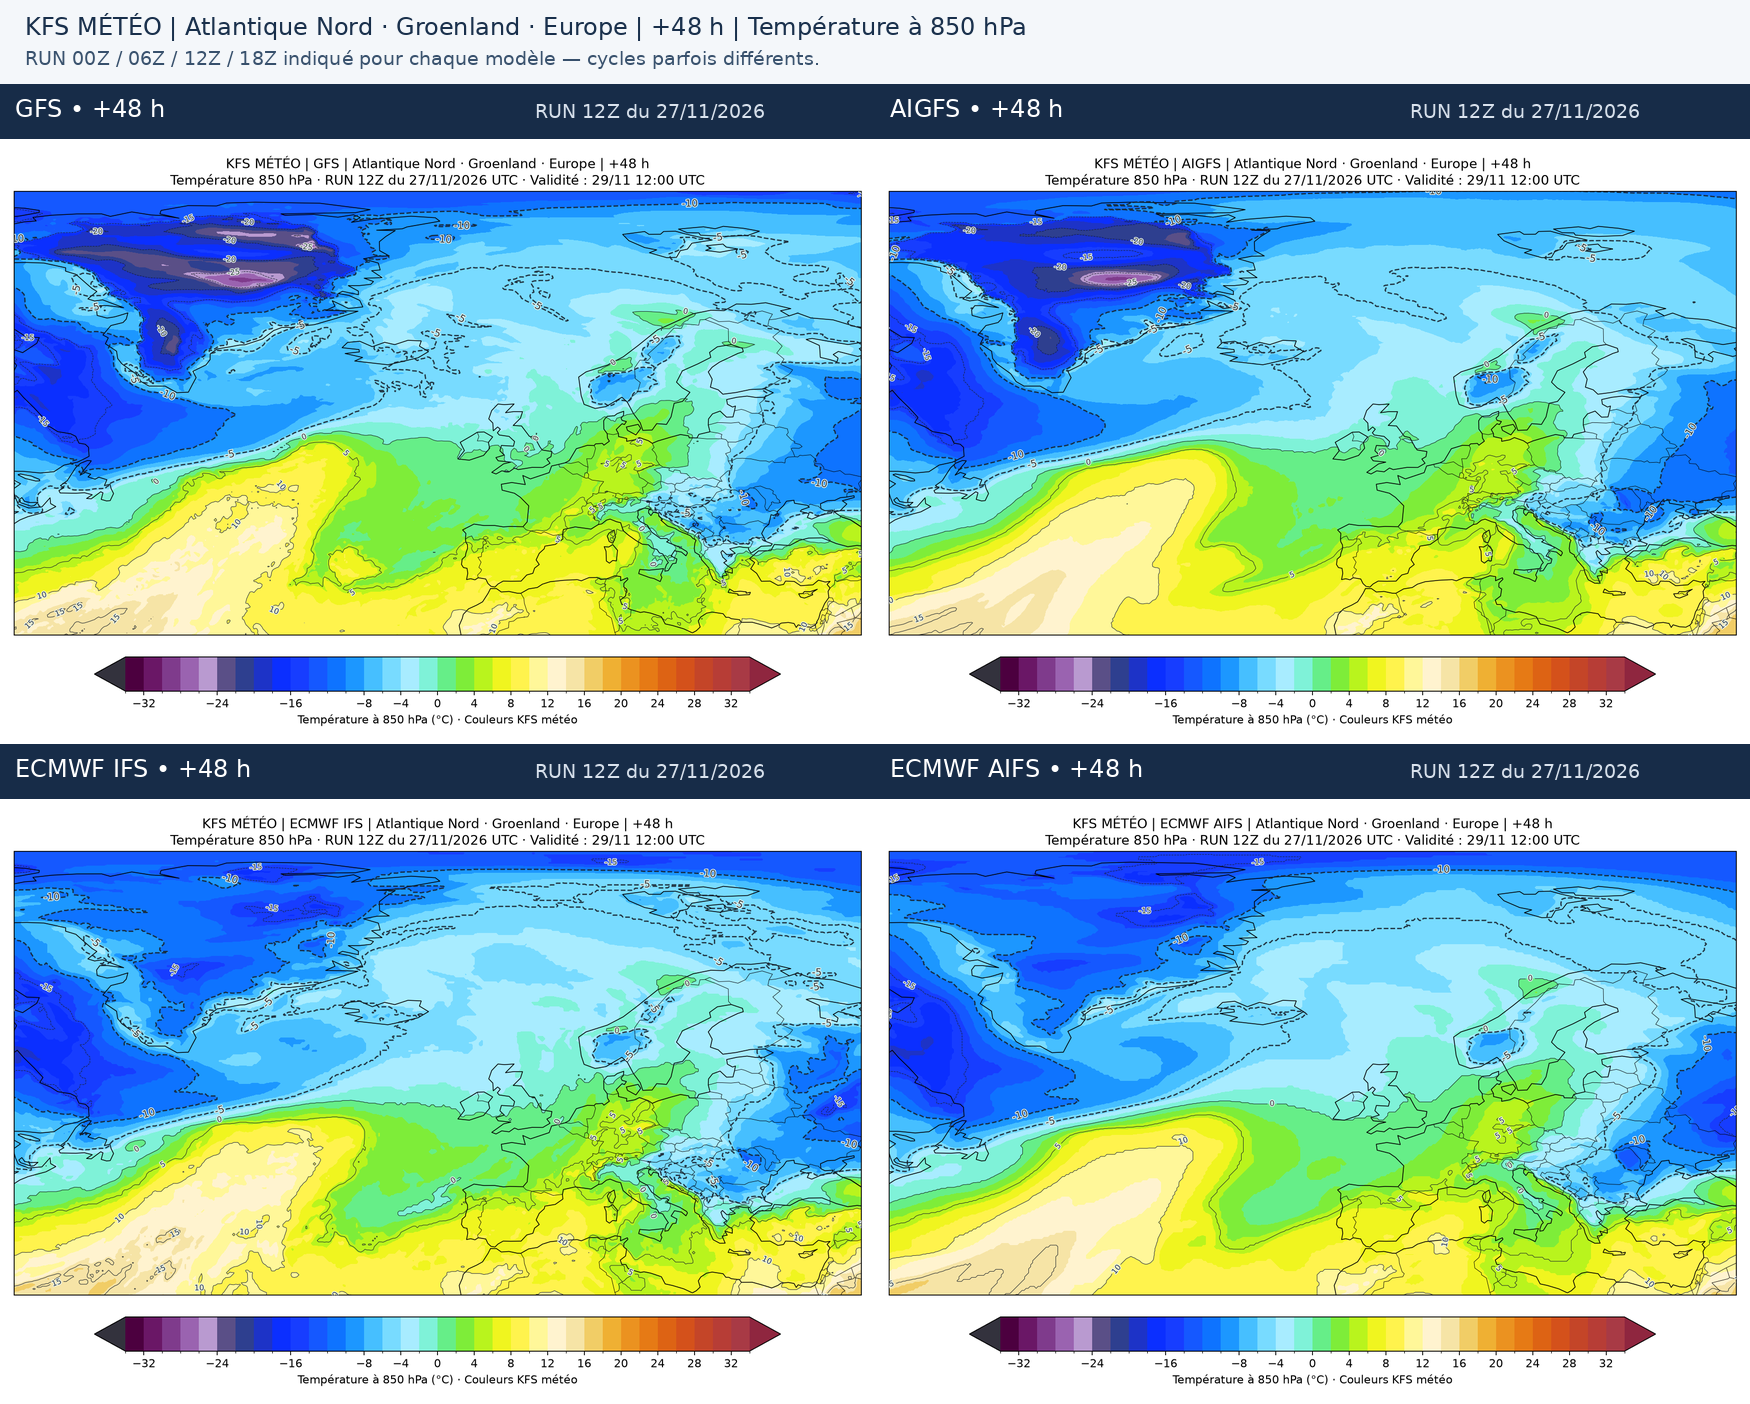 KFS MÉTÉO | Atlantique Nord · Groenland · Europe | +48 h | Température à 850 hPa
RUN 00Z / 06Z / 12Z / 18Z indiqué pour chaque modèle — cycles parfois différents.
GFS • +48 h
RUN 12Z du 27/11/2026
AIGFS • +48 h
RUN 12Z du 27/11/2026
KFS MÉTÉO | GFS | Atlantique Nord · Groenland · Europe | +48 h
Température 850 hPa · RUN 12Z du 27/11/2026 UTC · Validité : 29/11 12:00 UTC
KFS MÉTÉO | AIGFS | Atlantique Nord · Groenland · Europe | +48 h
Température 850 hPa · RUN 12Z du 27/11/2026 UTC · Validité : 29/11 12:00 UTC
−32 −24 −16 −8 −4 0 4 8 12 16 20 24 28 32
Température à 850 hPa (°C) · Couleurs KFS météo
−32 −24 −16 −8 −4 0 4 8 12 16 20 24 28 32
Température à 850 hPa (°C) · Couleurs KFS météo
ECMWF IFS • +48 h
RUN 12Z du 27/11/2026
ECMWF AIFS • +48 h
RUN 12Z du 27/11/2026
KFS MÉTÉO | ECMWF IFS | Atlantique Nord · Groenland · Europe | +48 h
Température 850 hPa · RUN 12Z du 27/11/2026 UTC · Validité : 29/11 12:00 UTC
KFS MÉTÉO | ECMWF AIFS | Atlantique Nord · Groenland · Europe | +48 h
Température 850 hPa · RUN 12Z du 27/11/2026 UTC · Validité : 29/11 12:00 UTC
−32 −24 −16 −8 −4 0 4 8 12 16 20 24 28 32
Température à 850 hPa (°C) · Couleurs KFS météo
−32 −24 −16 −8 −4 0 4 8 12 16 20 24 28 32
Température à 850 hPa (°C) · Couleurs KFS météo